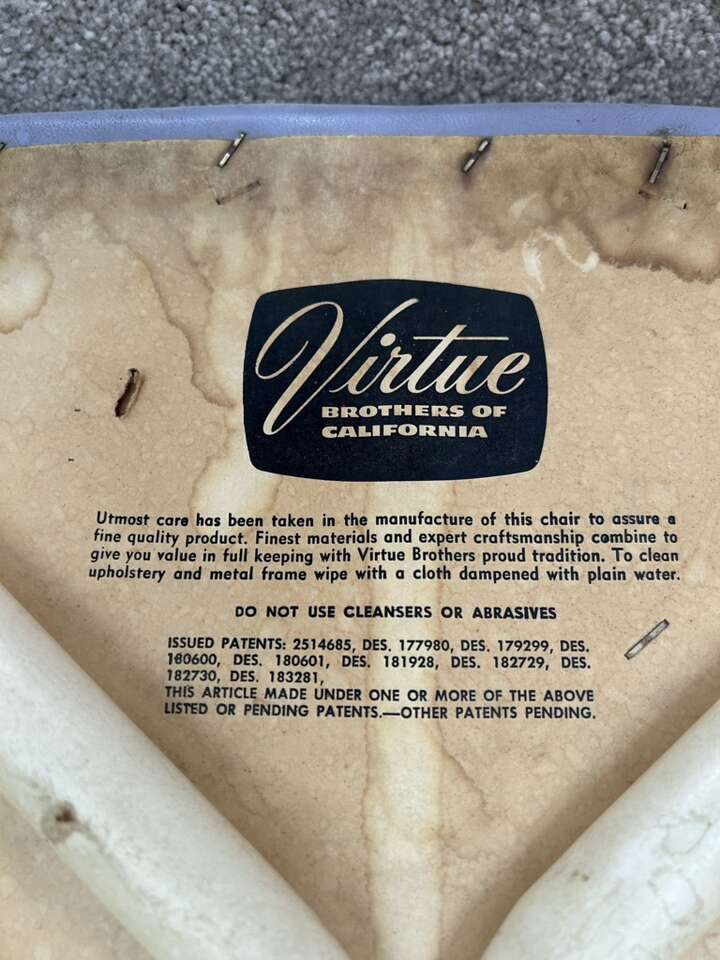 Virtue
BROTHERS OF
CALIFORNIA
Utmost care has been taken in the manufacture of this chair to assure a
fine quality product. Finest materials and expert craftsmanship combine to
give you value in full keeping with Virtue Brothers proud tradition. To clean
upholstery and metal frame wipe with a cloth dampened with plain water.
DO NOT USE CLEANSERS OR ABRASIVES
ISSUED PATENTS: 2514685, DES. 177980, DES. 179299, DES.
180600, DES. 180601, DES. 181928, DES. 182729, DES.
182730, DES. 183281,
THIS ARTICLE MADE UNDER ONE OR MORE OF THE ABOVE
LISTED OR PENDING PATENTS.—OTHER PATENTS PENDING.